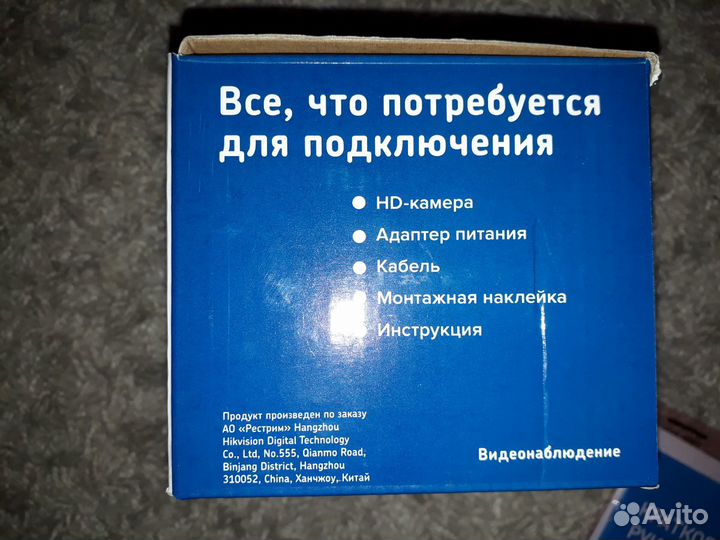 Все, что потребуется
для подключения
HD-камера
Адаптер питания
Кабель
Монтажная наклейка
Инструкция
Продукт произведен по заказу
АО «Рестрим» Hangzhou
Hikvision Digital Technology
Co., Ltd, No.555, Qianmo Road,
Binjang District, Hangzhou
310052, China, Ханчжоу, Китай
Видеонаблюдение
Avito